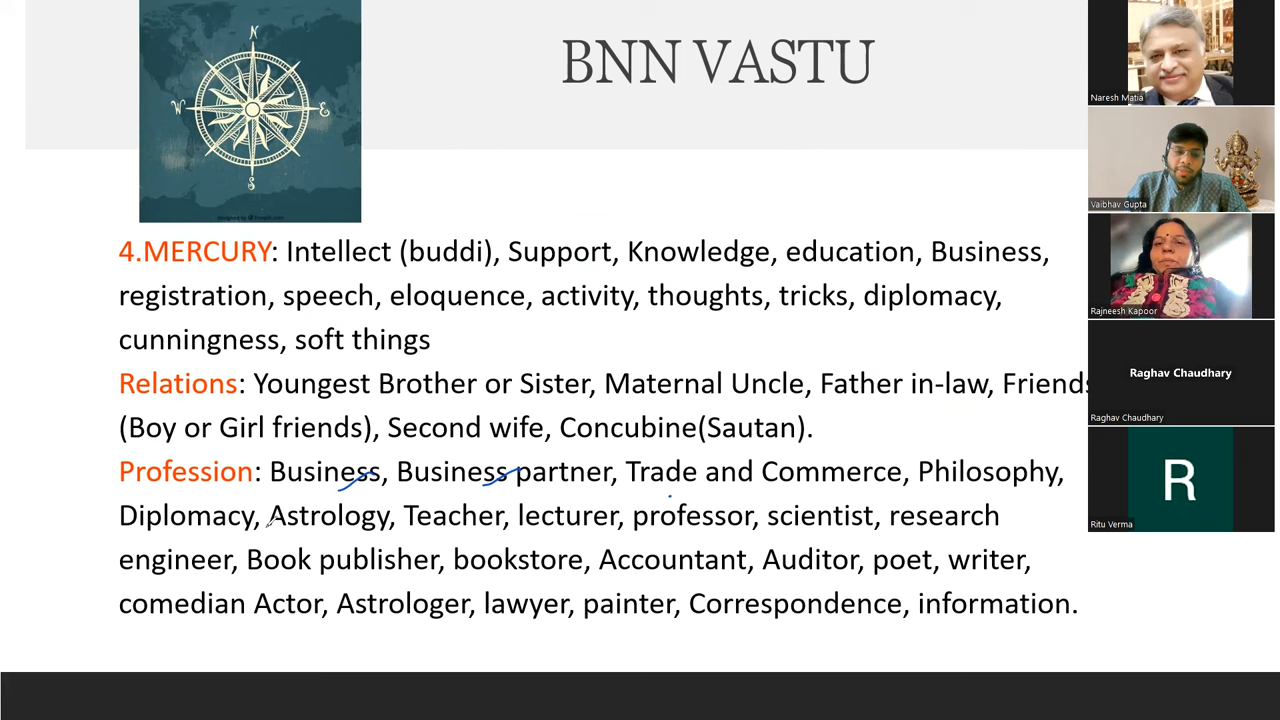 BNN VASTU
N
W
E
S
4.MERCURY: Intellect (buddi), Support, Knowledge, education, Business,
registration, speech, eloquence, activity, thoughts, tricks, diplomacy,
cunningness, soft things
Relations: Youngest Brother or Sister, Maternal Uncle, Father in-law, Friends
(Boy or Girl friends), Second wife, Concubine(Sautan).
Profession: Business, Business partner, Trade and Commerce, Philosophy,
Diplomacy, Astrology, Teacher, lecturer, professor, scientist, research
engineer, Book publisher, bookstore, Accountant, Auditor, poet, writer,
comedian Actor, Astrologer, lawyer, painter, Correspondence, information.
Naresh Matia
Vaibhav Gupta
Rajneesh Kapoor
Raghav Chaudhary
Raghav Chaudhary
R
Ritu Verma